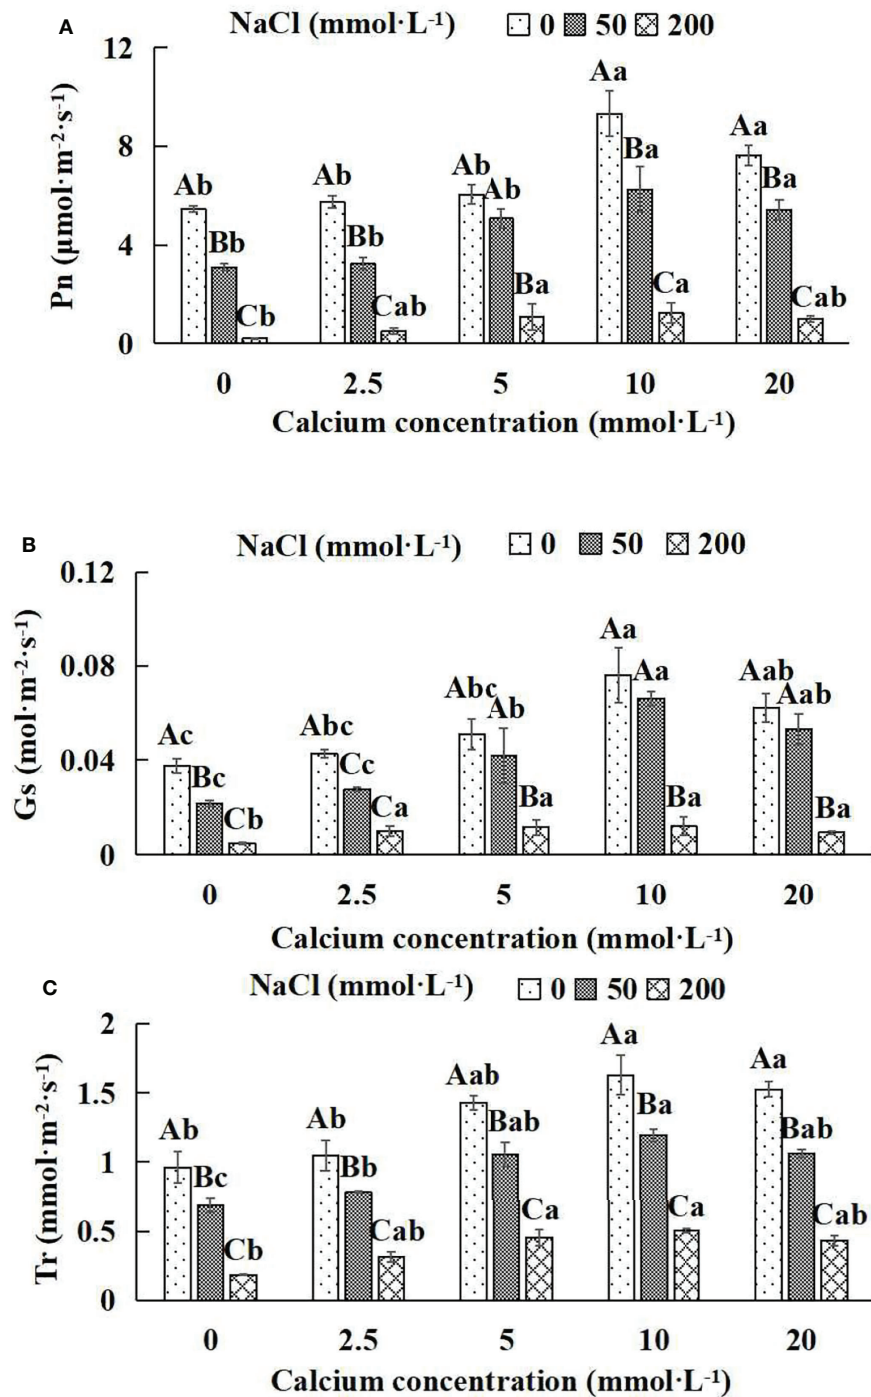 A
NaCl (mmol·L⁻¹) 0 50 200
12
8
4
0
Pn (μmol·m⁻²·s⁻¹)
Ab Bb Cb
Ab Bb Cab
Ab Ab Ba
Aa Ba Ca
Aa Ba Cab
0 2.5 5 10 20
Calcium concentration (mmol·L⁻¹)
B
NaCl (mmol·L⁻¹) 0 50 200
0.12
0.08
0.04
0
Gs (mol·m⁻²·s⁻¹)
Ac Bc Cb
Abc Cc Ca
Abc Ab Ba
Aa Aa Ba
Aab Aab Ba
0 2.5 5 10 20
Calcium concentration (mmol·L⁻¹)
C
NaCl (mmol·L⁻¹) 0 50 200
2
1.5
1
0.5
0
Tr (mmol·m⁻²·s⁻¹)
Ab Bc Cb
Ab Bb Cab
Aab Bab Ca
Aa Ba Ca
Aa Bab Cab
0 2.5 5 10 20
Calcium concentration (mmol·L⁻¹)